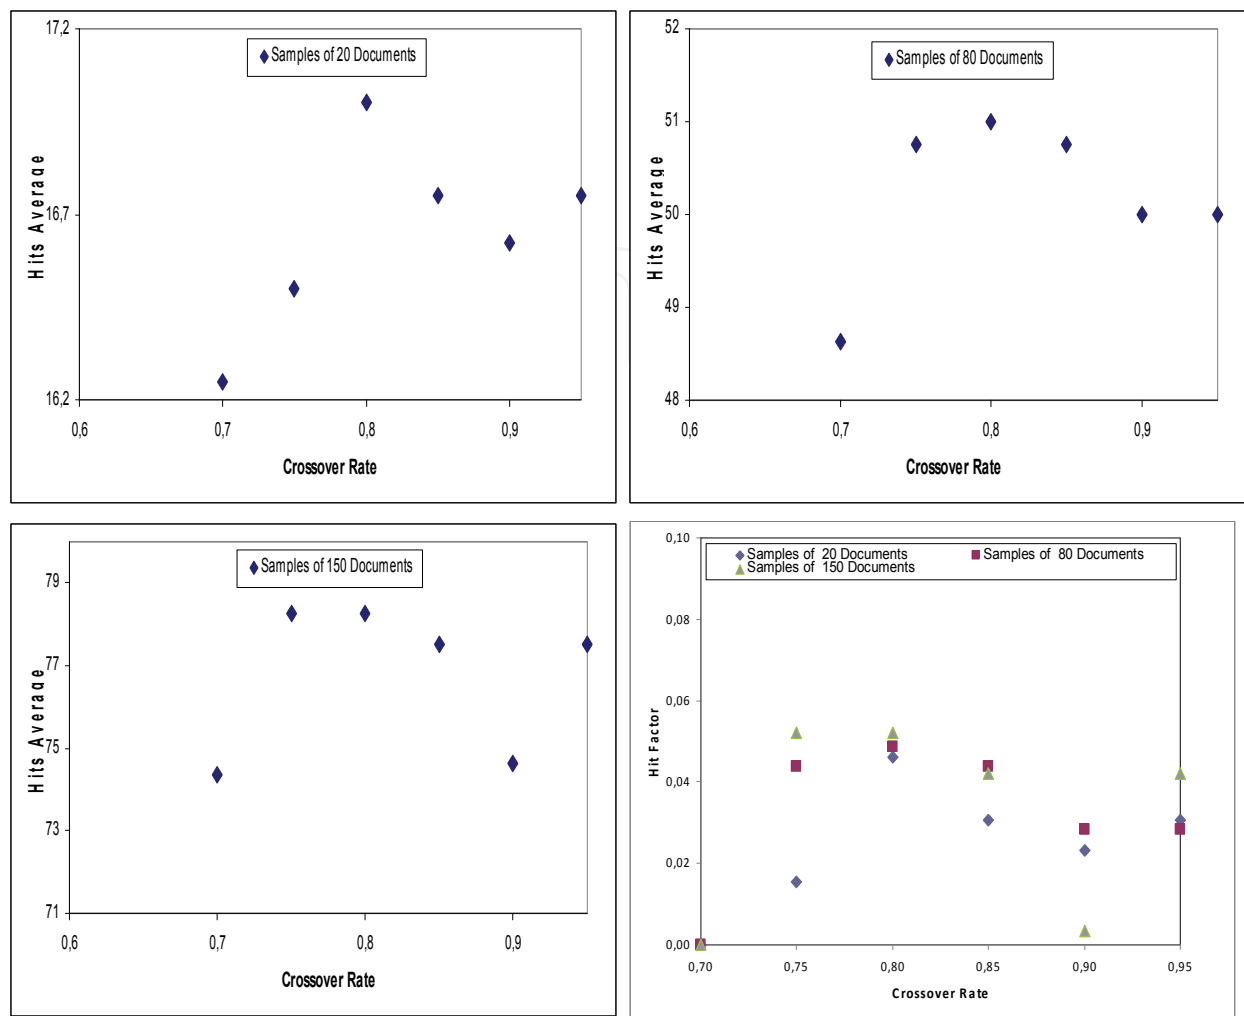 17,2
Samples of 20 Documents
16,7
16,2
Hits Average
0,6 0,7 0,8 0,9
Crossover Rate
52
Samples of 80 Documents
51
50
49
48
Hits Average
0,6 0,7 0,8 0,9
Crossover Rate
79
Samples of 150 Documents
77
75
73
71
Hits Average
0,6 0,7 0,8 0,9
Crossover Rate
0,10
Samples of 20 Documents
Samples of 80 Documents
Samples of 150 Documents
0,08
0,06
0,04
0,02
0,00
Hit Factor
0,70 0,75 0,80 0,85 0,90 0,95
Crossover Rate